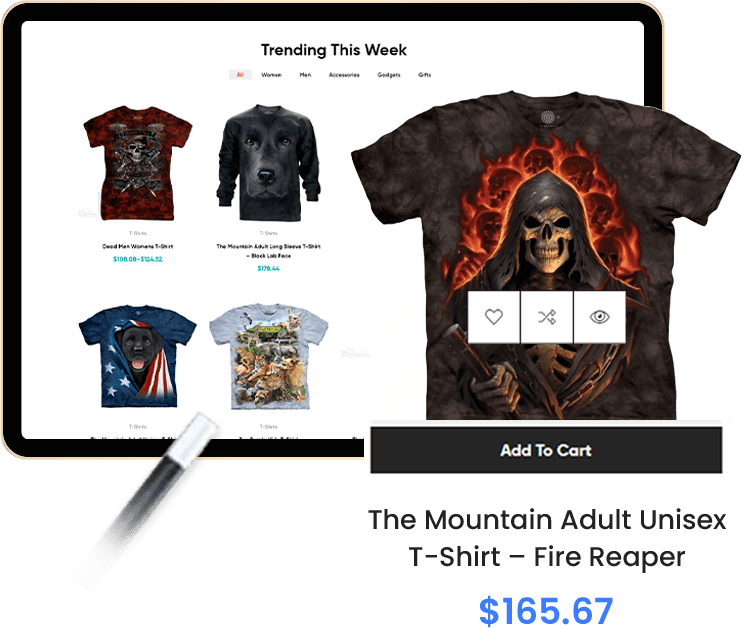 Trending This Week
All Women Men Accessories Gadgets Gifts
T-Shirts
Dead Men Womens T-Shirt
$108.08–$124.52
T-Shirts
The Mountain Adult Long Sleeve T-Shirt
– Black Lab Face
$178.44
T-Shirts
T-Shirts
Add To Cart
The Mountain Adult Unisex
T-Shirt – Fire Reaper
$165.67